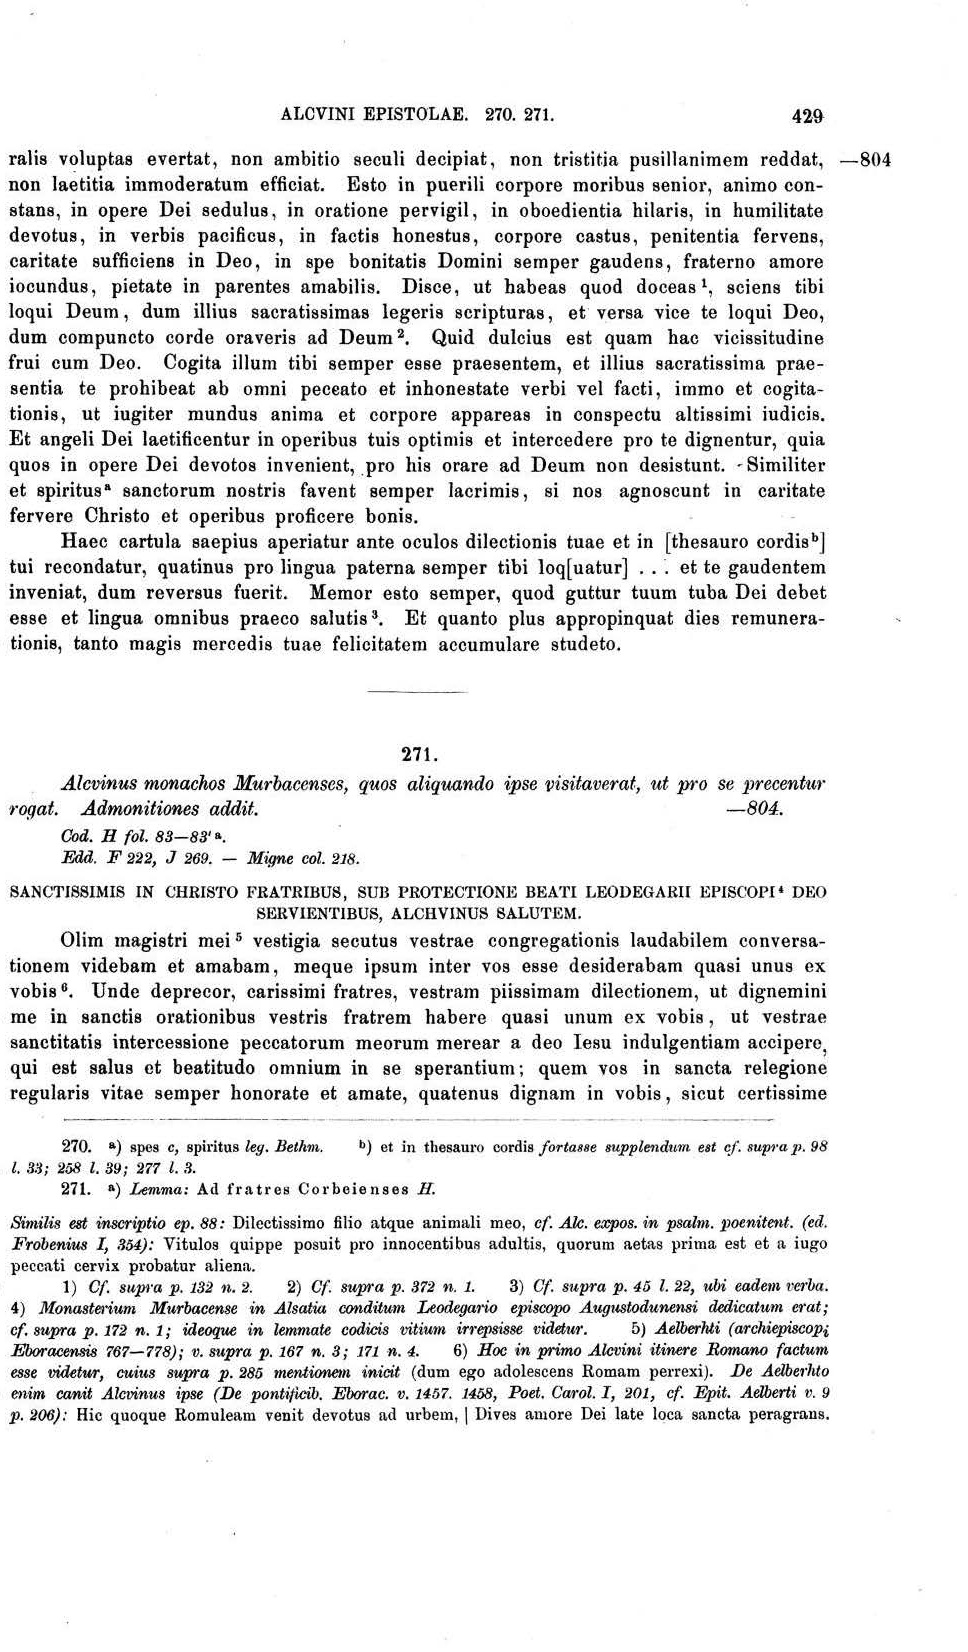 ALCVINI EPISTOLAE. 270. 271. 429
ralis voluptas evertat, non ambitio seculi decipiat, non tristitia pusillanimem reddat, —804
non laetitia immoderatum efficiat. Esto in puerili corpore moribus senior, animo con-
stans, in opere Dei sedulus, in oratione pervigil, in oboedientia hilaris, in humilitate
devotus, in verbis pacificus, in factis honestus, corpore castus, penitentia fervens,
caritate sufficiens in Deo, in spe bonitatis Domini semper gaudens, fraterno amore
iocundus, pietate in parentes amabilis. Disce, ut habeas quod doceas ¹, sciens tibi
loqui Deum, dum illius sacratissimas legeris scripturas, et versa vice te loqui Deo,
dum compuncto corde oraveris ad Deum ². Quid dulcius est quam hac vicissitudine
frui cum Deo. Cogita illum tibi semper esse praesentem, et illius sacratissima prae-
sentia te prohibeat ab omni peccato et inhonestate verbi vel facti, immo et cogita-
tionis, ut iugiter mundus anima et corpore appareas in conspectu altissimi iudicis.
Et angeli Dei laetificentur in operibus tuis optimis et intercedere pro te dignentur, quia
quos in opere Dei devotos invenient, pro his orare ad Deum non desistunt. Similiter
et spiritus ᵃ sanctorum nostris favent semper lacrimis, si nos agnoscunt in caritate
fervere Christo et operibus proficere bonis.
Haec cartula saepius aperiatur ante oculos dilectionis tuae et in [thesauro cordis ᵇ]
tui recondatur, quatinus pro lingua paterna semper tibi loq[uatur] . . . et te gaudentem
inveniat, dum reversus fuerit. Memor esto semper, quod guttur tuum tuba Dei debet
esse et lingua omnibus praeco salutis ³. Et quanto plus appropinquat dies remunera-
tionis, tanto magis mercedis tuae felicitatem accumulare studeto.
271.
Alcvinus monachos Murbacenses, quos aliquando ipse visitaverat, ut pro se precentur
rogat. Admonitiones addit. —804.
Cod. H fol. 83—83' ᵃ.
Edd. F 222, J 269. — Migne col. 218.
SANCTISSIMIS IN CHRISTO FRATRIBUS, SUB PROTECTIONE BEATI LEODEGARII EPISCOPI ⁴ DEO
SERVIENTIBUS, ALCHVINUS SALUTEM.
Olim magistri mei ⁵ vestigia secutus vestrae congregationis laudabilem conversa-
tionem videbam et amabam, meque ipsum inter vos esse desiderabam quasi unus ex
vobis ⁶. Unde deprecor, carissimi fratres, vestram piissimam dilectionem, ut dignemini
me in sanctis orationibus vestris fratrem habere quasi unum ex vobis, ut vestrae
sanctitatis intercessione peccatorum meorum merear a deo Iesu indulgentiam accipere,
qui est salus et beatitudo omnium in se sperantium; quem vos in sancta relegione
regularis vitae semper honorate et amate, quatenus dignam in vobis, sicut certissime
270. ᵃ) spes c, spiritus leg. Bethm. ᵇ) et in thesauro cordis fortasse supplendum est cf. supra p. 98
l. 33; 258 l. 39; 277 l. 3.
271. ᵃ) Lemma: Ad fratres Corbeienses H.
Similis est inscriptio ep. 88: Dilectissimo filio atque animali meo, cf. Alc. expos. in psalm. poenitent. (ed.
Frobenius I, 354): Vitulos quippe posuit pro innocentibus adultis, quorum aetas prima est et a iugo
peccati cervix probatur aliena.
1) Cf. supra p. 132 n. 2. 2) Cf. supra p. 372 n. 1. 3) Cf. supra p. 45 l. 22, ubi eadem verba.
4) Monasterium Murbacense in Alsatia conditum Leodegario episcopo Augustodunensi dedicatum erat;
cf. supra p. 172 n. 1; ideoque in lemmate codicis vitium irrepsisse videtur. 5) Aelberhti (archiepiscopi
Eboracensis 767—778); v. supra p. 167 n. 3; 171 n. 4. 6) Hoc in primo Alcvini itinere Romano factum
esse videtur, cuius supra p. 285 mentionem inicit (dum ego adolescens Romam perrexi). De Aelberhto
enim canit Alcvinus ipse (De pontificib. Eborac. v. 1457. 1458, Poet. Carol. I, 201, cf. Epit. Aelberti v. 9
p. 206): Hic quoque Romuleam venit devotus ad urbem, | Dives amore Dei late loca sancta peragrans.